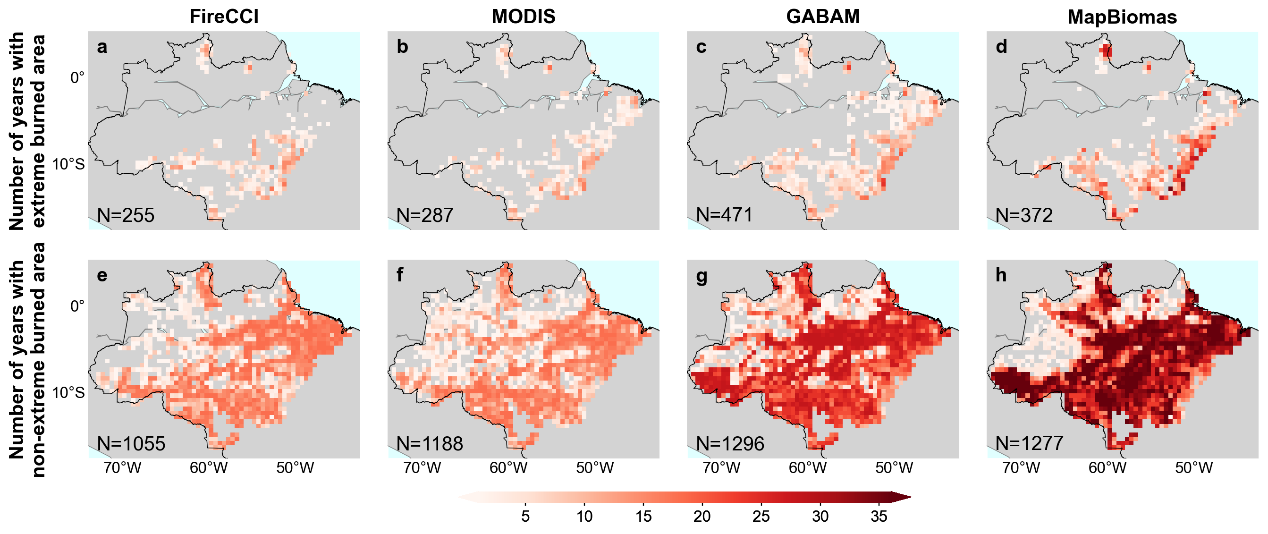 FireCCI MODIS GABAM MapBiomas
Number of years with
extreme burned area
a b c d
0°
10°S
N=255 N=287 N=471 N=372
Number of years with
non-extreme burned area
e f g h
0°
10°S
N=1055 N=1188 N=1296 N=1277
70°W 60°W 50°W 70°W 60°W 50°W 70°W 60°W 50°W 70°W 60°W 50°W
5 10 15 20 25 30 35